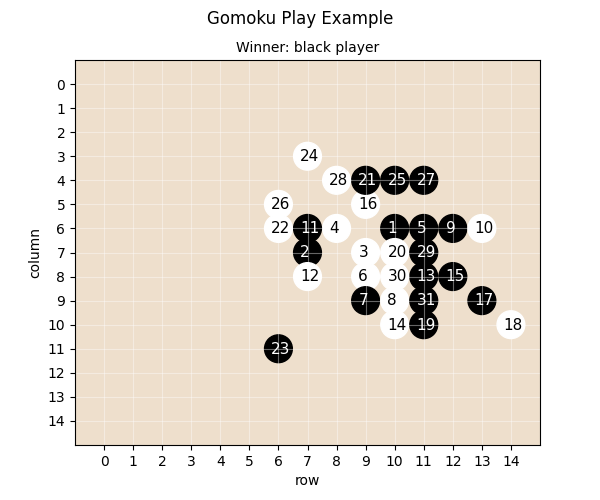 Gomoku Play Example
Winner: black player
0
1
2
3 24
4 28 21 25 27
5 26 16
6 22 11 4 1 5 9 10
7 2 3 20 29
8 12 6 30 13 15
9 7 8 31 17
10 14 19 18
11 23
12
13
14
column
0 1 2 3 4 5 6 7 8 9 10 11 12 13 14
row